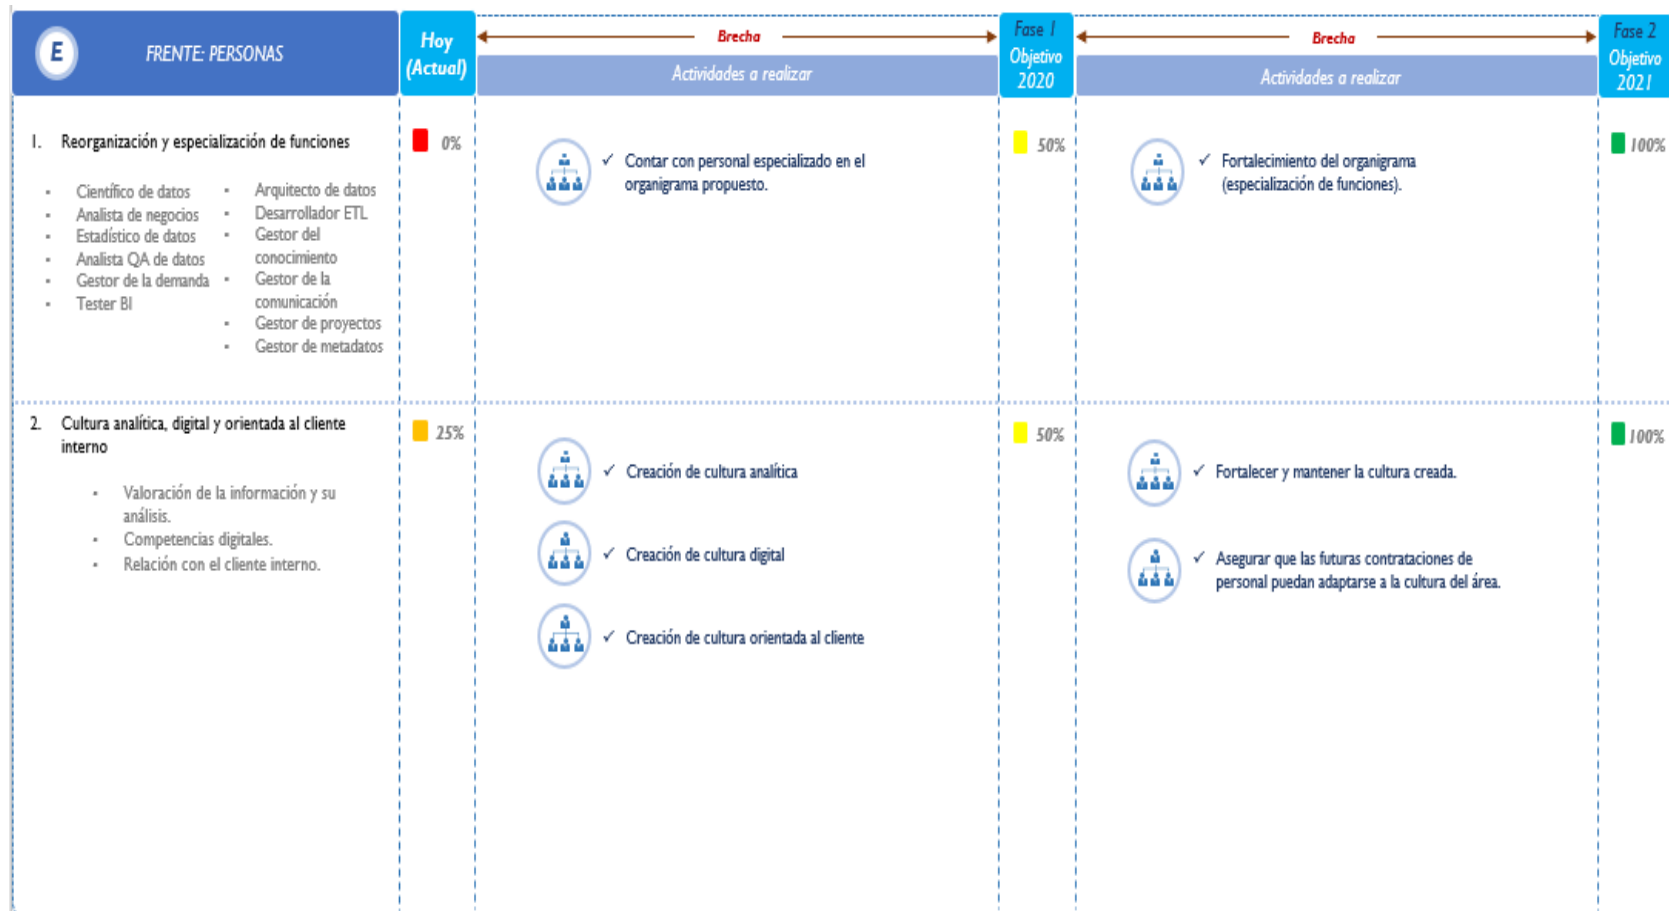 E
FRENTE: PERSONAS
Hoy
(Actual)
Brecha
Actividades a realizar
Fase 1
Objetivo
2020
Brecha
Actividades a realizar
Fase 2
Objetivo
2021
1. Reorganización y especialización de funciones
▪ Científico de datos
▪ Analista de negocios
▪ Estadístico de datos
▪ Analista QA de datos
▪ Gestor de la demanda
▪ Tester BI
▪ Arquitecto de datos
▪ Desarrollador ETL
▪ Gestor del
conocimiento
▪ Gestor de la
comunicación
▪ Gestor de proyectos
▪ Gestor de metadatos
0%
✓ Contar con personal especializado en el
organigrama propuesto.
50%
✓ Fortalecimiento del organigrama
(especialización de funciones).
100%
2. Cultura analítica, digital y orientada al cliente
interno
▪ Valoración de la información y su
análisis.
▪ Competencias digitales.
▪ Relación con el cliente interno.
25%
✓ Creación de cultura analítica
✓ Creación de cultura digital
✓ Creación de cultura orientada al cliente
50%
✓ Fortalecer y mantener la cultura creada.
✓ Asegurar que las futuras contrataciones de
personal puedan adaptarse a la cultura del área.
100%